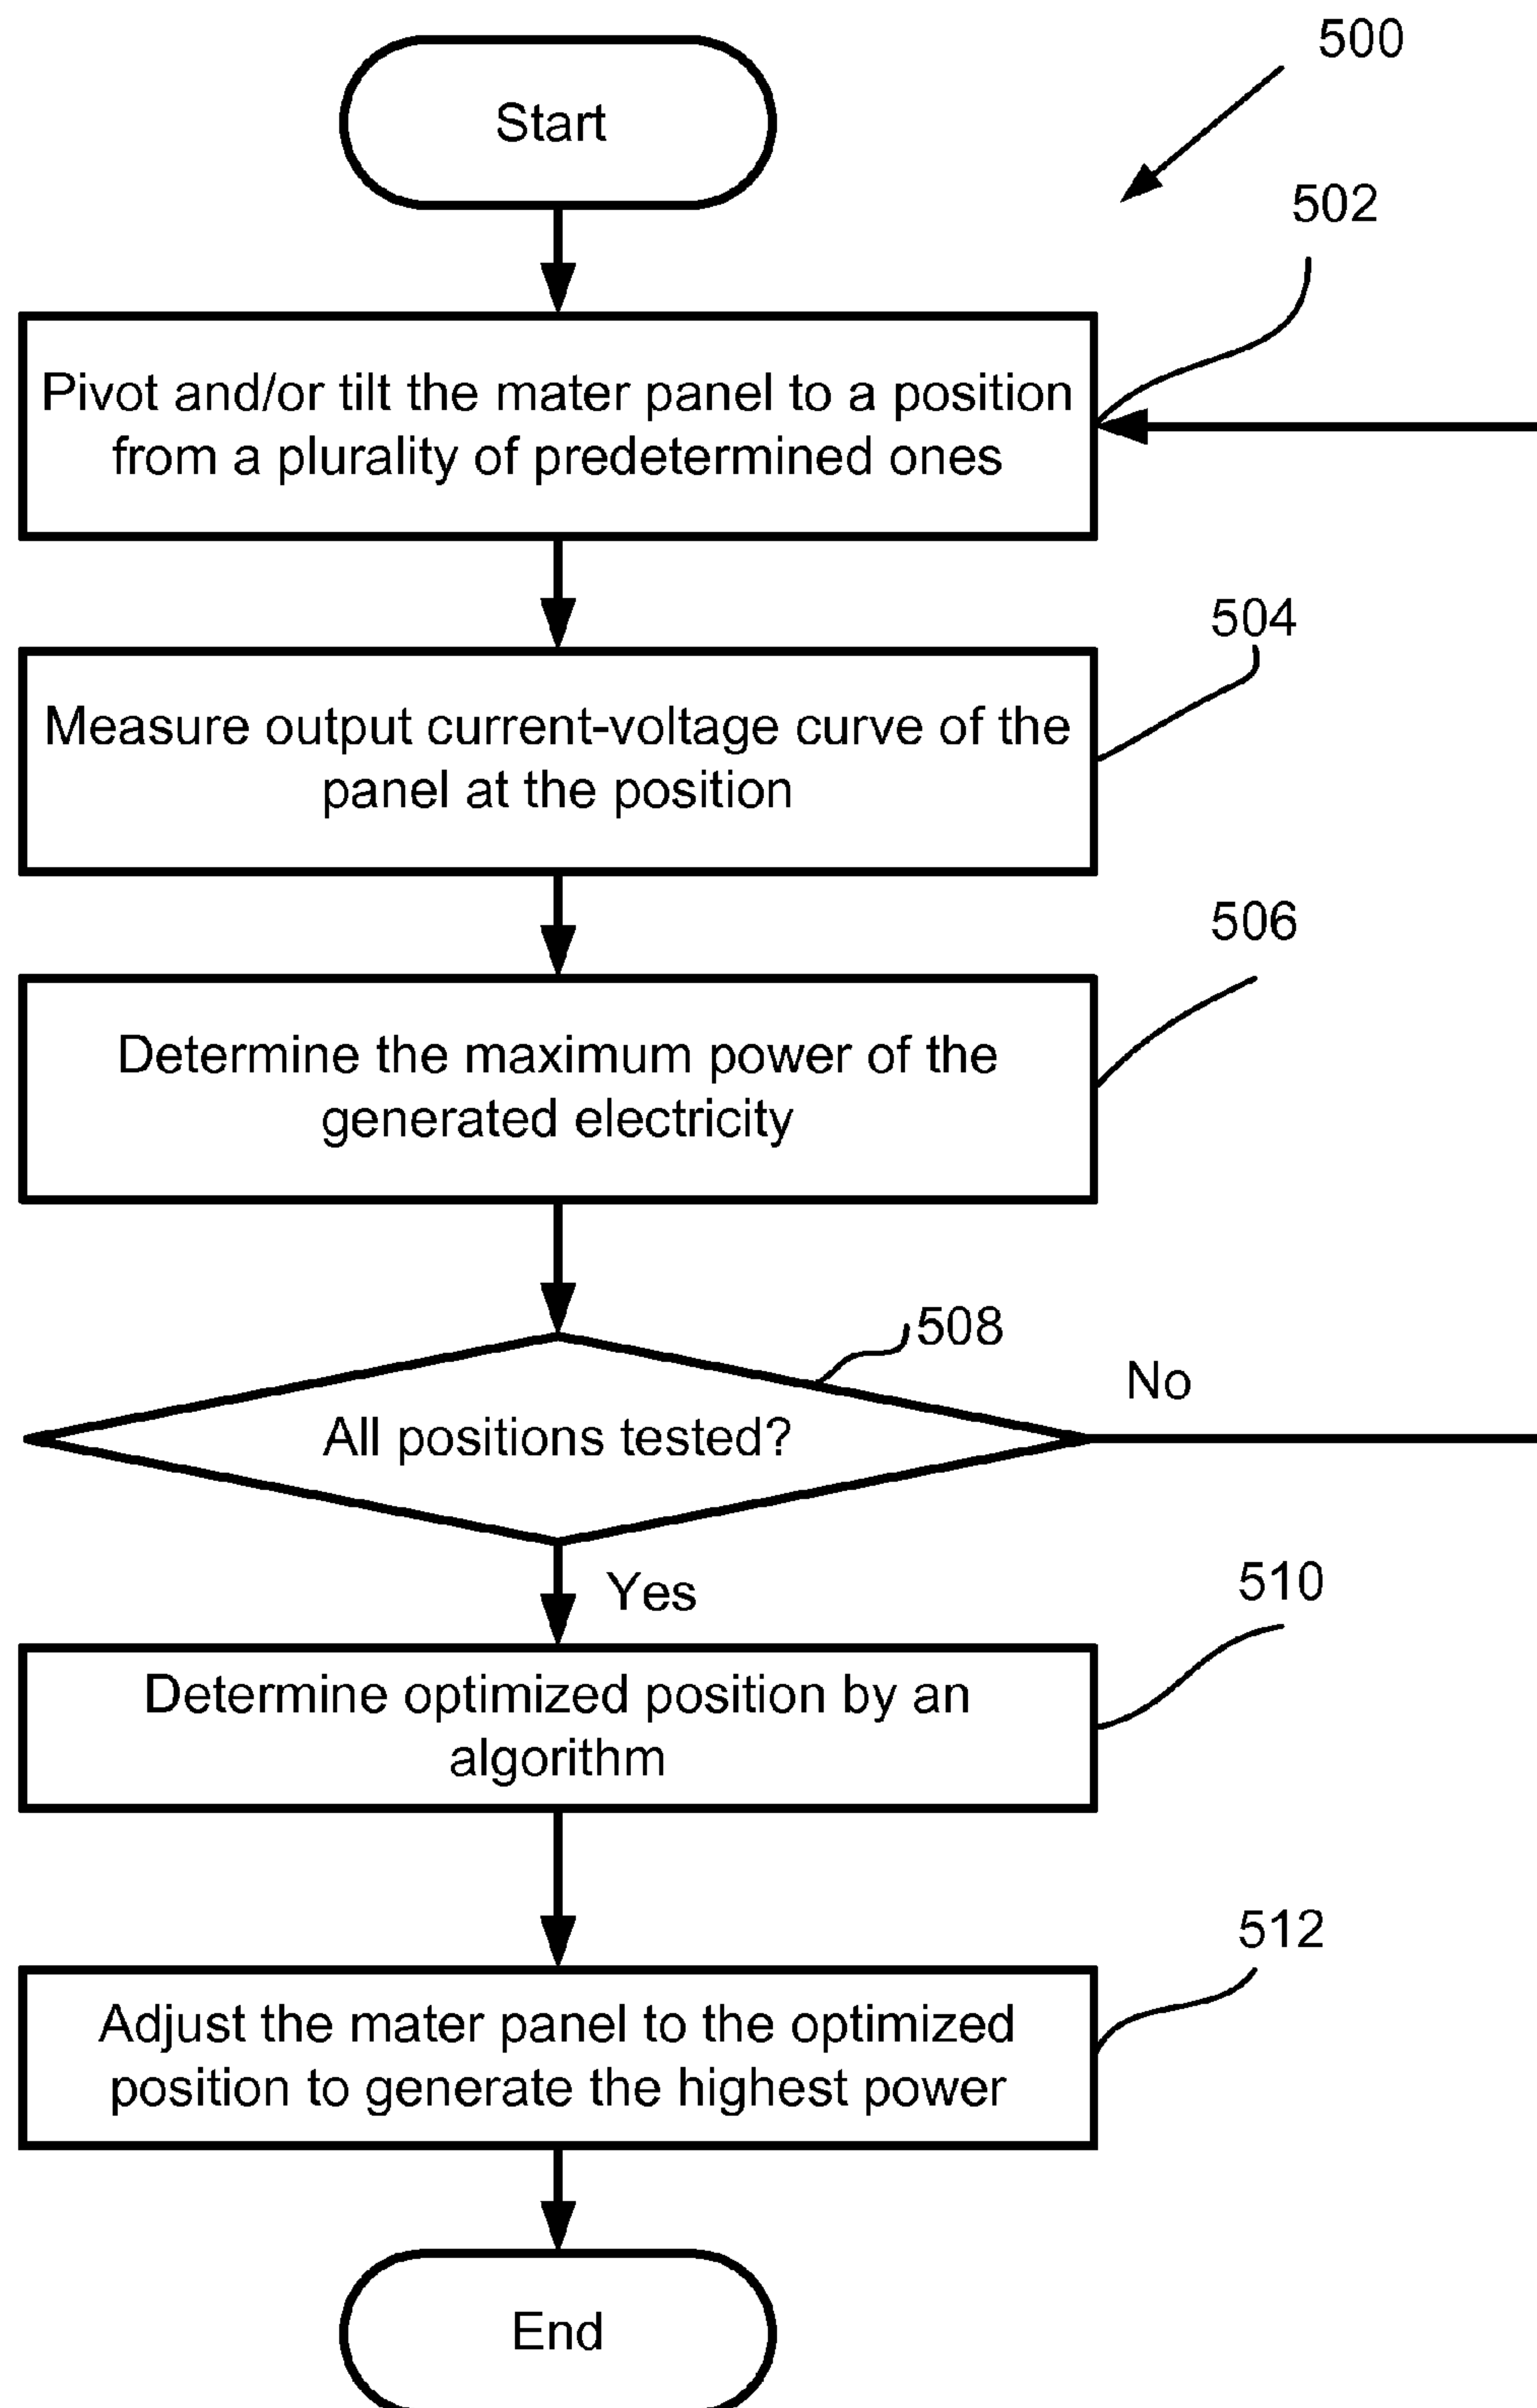 500
Start
502
Pivot and/or tilt the mater panel to a position
from a plurality of predetermined ones
504
Measure output current-voltage curve of the
panel at the position
506
Determine the maximum power of the
generated electricity
508
All positions tested?
No
Yes
510
Determine optimized position by an
algorithm
512
Adjust the mater panel to the optimized
position to generate the highest power
End